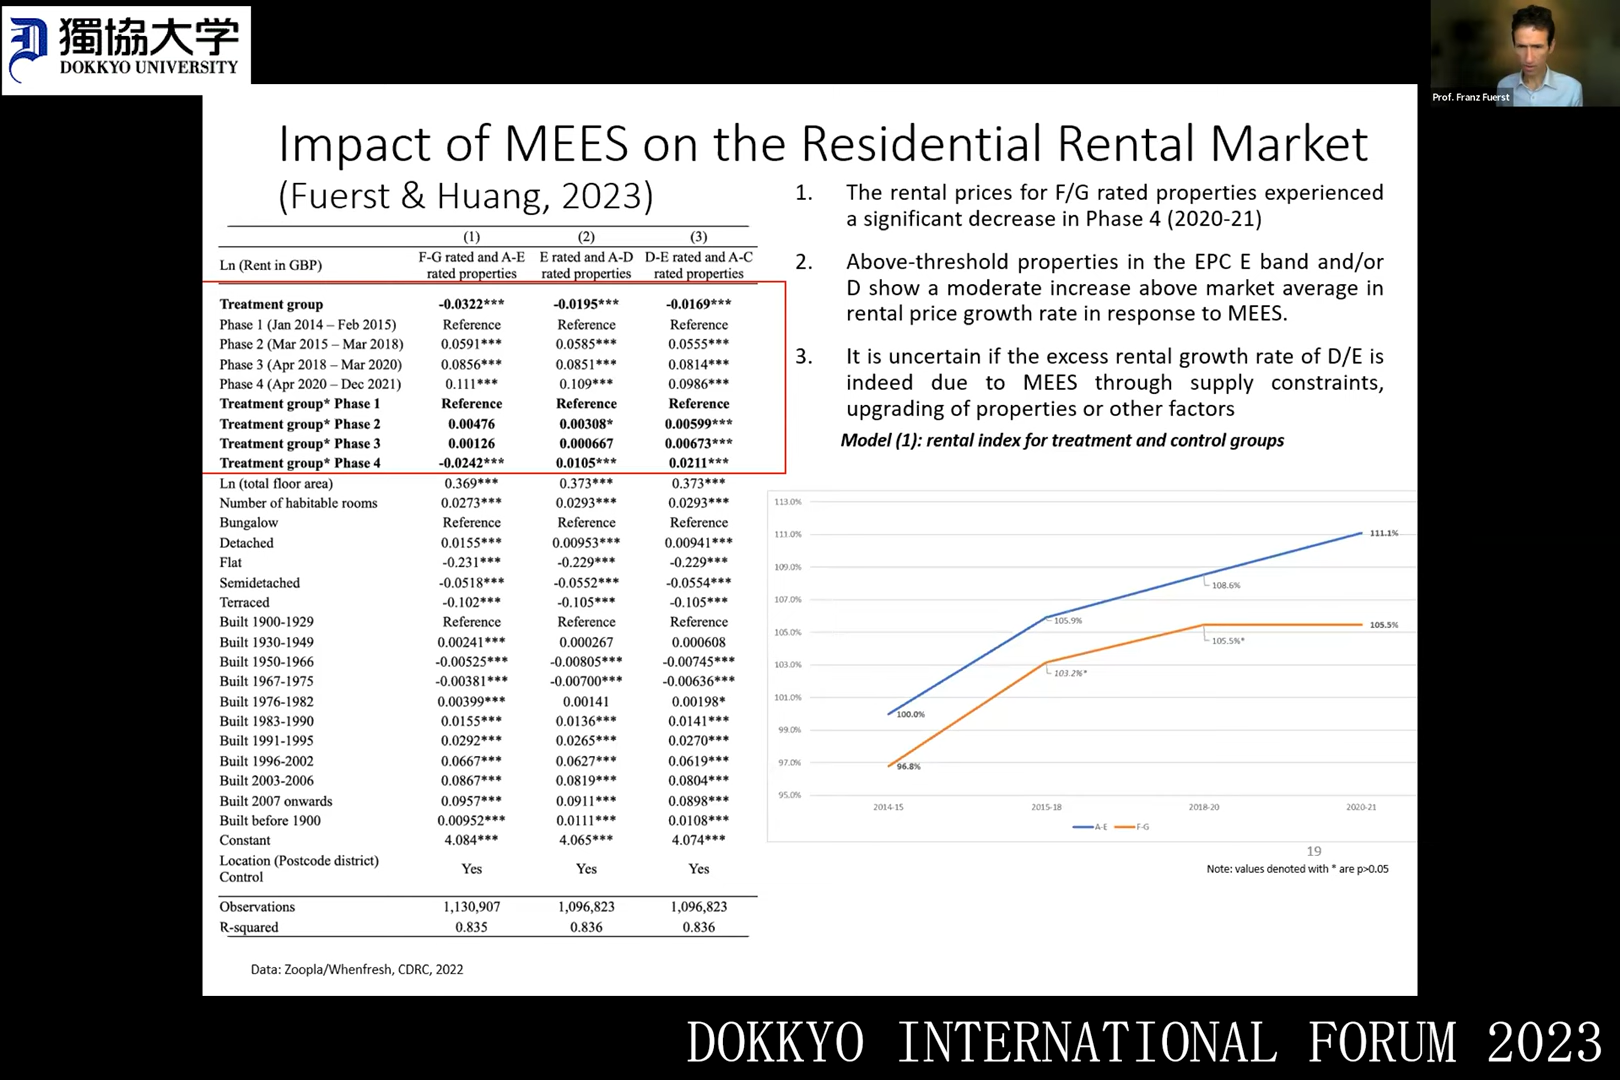 獨協大学
DOKKYO UNIVERSITY
Prof. Franz Fuerst
Impact of MEES on the Residential Rental Market
(Fuerst & Huang, 2023)
(1) (2) (3)
Ln (Rent in GBP) F-G rated and A-E rated properties E rated and A-D rated properties D-E rated and A-C rated properties
Treatment group -0.0322*** -0.0195*** -0.0169***
Phase 1 (Jan 2014 – Feb 2015) Reference Reference Reference
Phase 2 (Mar 2015 – Mar 2018) 0.0591*** 0.0585*** 0.0555***
Phase 3 (Apr 2018 – Mar 2020) 0.0856*** 0.0851*** 0.0814***
Phase 4 (Apr 2020 – Dec 2021) 0.111*** 0.109*** 0.0986***
Treatment group* Phase 1 Reference Reference Reference
Treatment group* Phase 2 0.00476 0.00308* 0.00599***
Treatment group* Phase 3 0.00126 0.000667 0.00673***
Treatment group* Phase 4 -0.0242*** 0.0105*** 0.0211***
Ln (total floor area) 0.369*** 0.373*** 0.373***
Number of habitable rooms 0.0273*** 0.0293*** 0.0293***
Bungalow Reference Reference Reference
Detached 0.0155*** 0.00953*** 0.00941***
Flat -0.231*** -0.229*** -0.229***
Semidetached -0.0518*** -0.0552*** -0.0554***
Terraced -0.102*** -0.105*** -0.105***
Built 1900-1929 Reference Reference Reference
Built 1930-1949 0.00241*** 0.000267 0.000608
Built 1950-1966 -0.00525*** -0.00805*** -0.00745***
Built 1967-1975 -0.00381*** -0.00700*** -0.00636***
Built 1976-1982 0.00399*** 0.00141 0.00198*
Built 1983-1990 0.0155*** 0.0136*** 0.0141***
Built 1991-1995 0.0292*** 0.0265*** 0.0270***
Built 1996-2002 0.0667*** 0.0627*** 0.0619***
Built 2003-2006 0.0867*** 0.0819*** 0.0804***
Built 2007 onwards 0.0957*** 0.0911*** 0.0898***
Built before 1900 0.00952*** 0.0111*** 0.0108***
Constant 4.084*** 4.065*** 4.074***
Location (Postcode district) Control Yes Yes Yes
Observations 1,130,907 1,096,823 1,096,823
R-squared 0.835 0.836 0.836
Data: Zoopla/Whenfresh, CDRC, 2022
1. The rental prices for F/G rated properties experienced
a significant decrease in Phase 4 (2020-21)
2. Above-threshold properties in the EPC E band and/or
D show a moderate increase above market average in
rental price growth rate in response to MEES.
3. It is uncertain if the excess rental growth rate of D/E is
indeed due to MEES through supply constraints,
upgrading of properties or other factors
Model (1): rental index for treatment and control groups
113.0%
111.0%
109.0%
107.0%
105.0%
103.0%
101.0%
99.0%
97.0%
95.0%
100.0%
105.9%
108.6%
111.1%
96.8%
103.2%*
105.5%*
105.5%
2014-15 2015-18 2018-20 2020-21
A-E F-G
19
Note: values denoted with * are p>0.05
DOKKYO INTERNATIONAL FORUM 2023